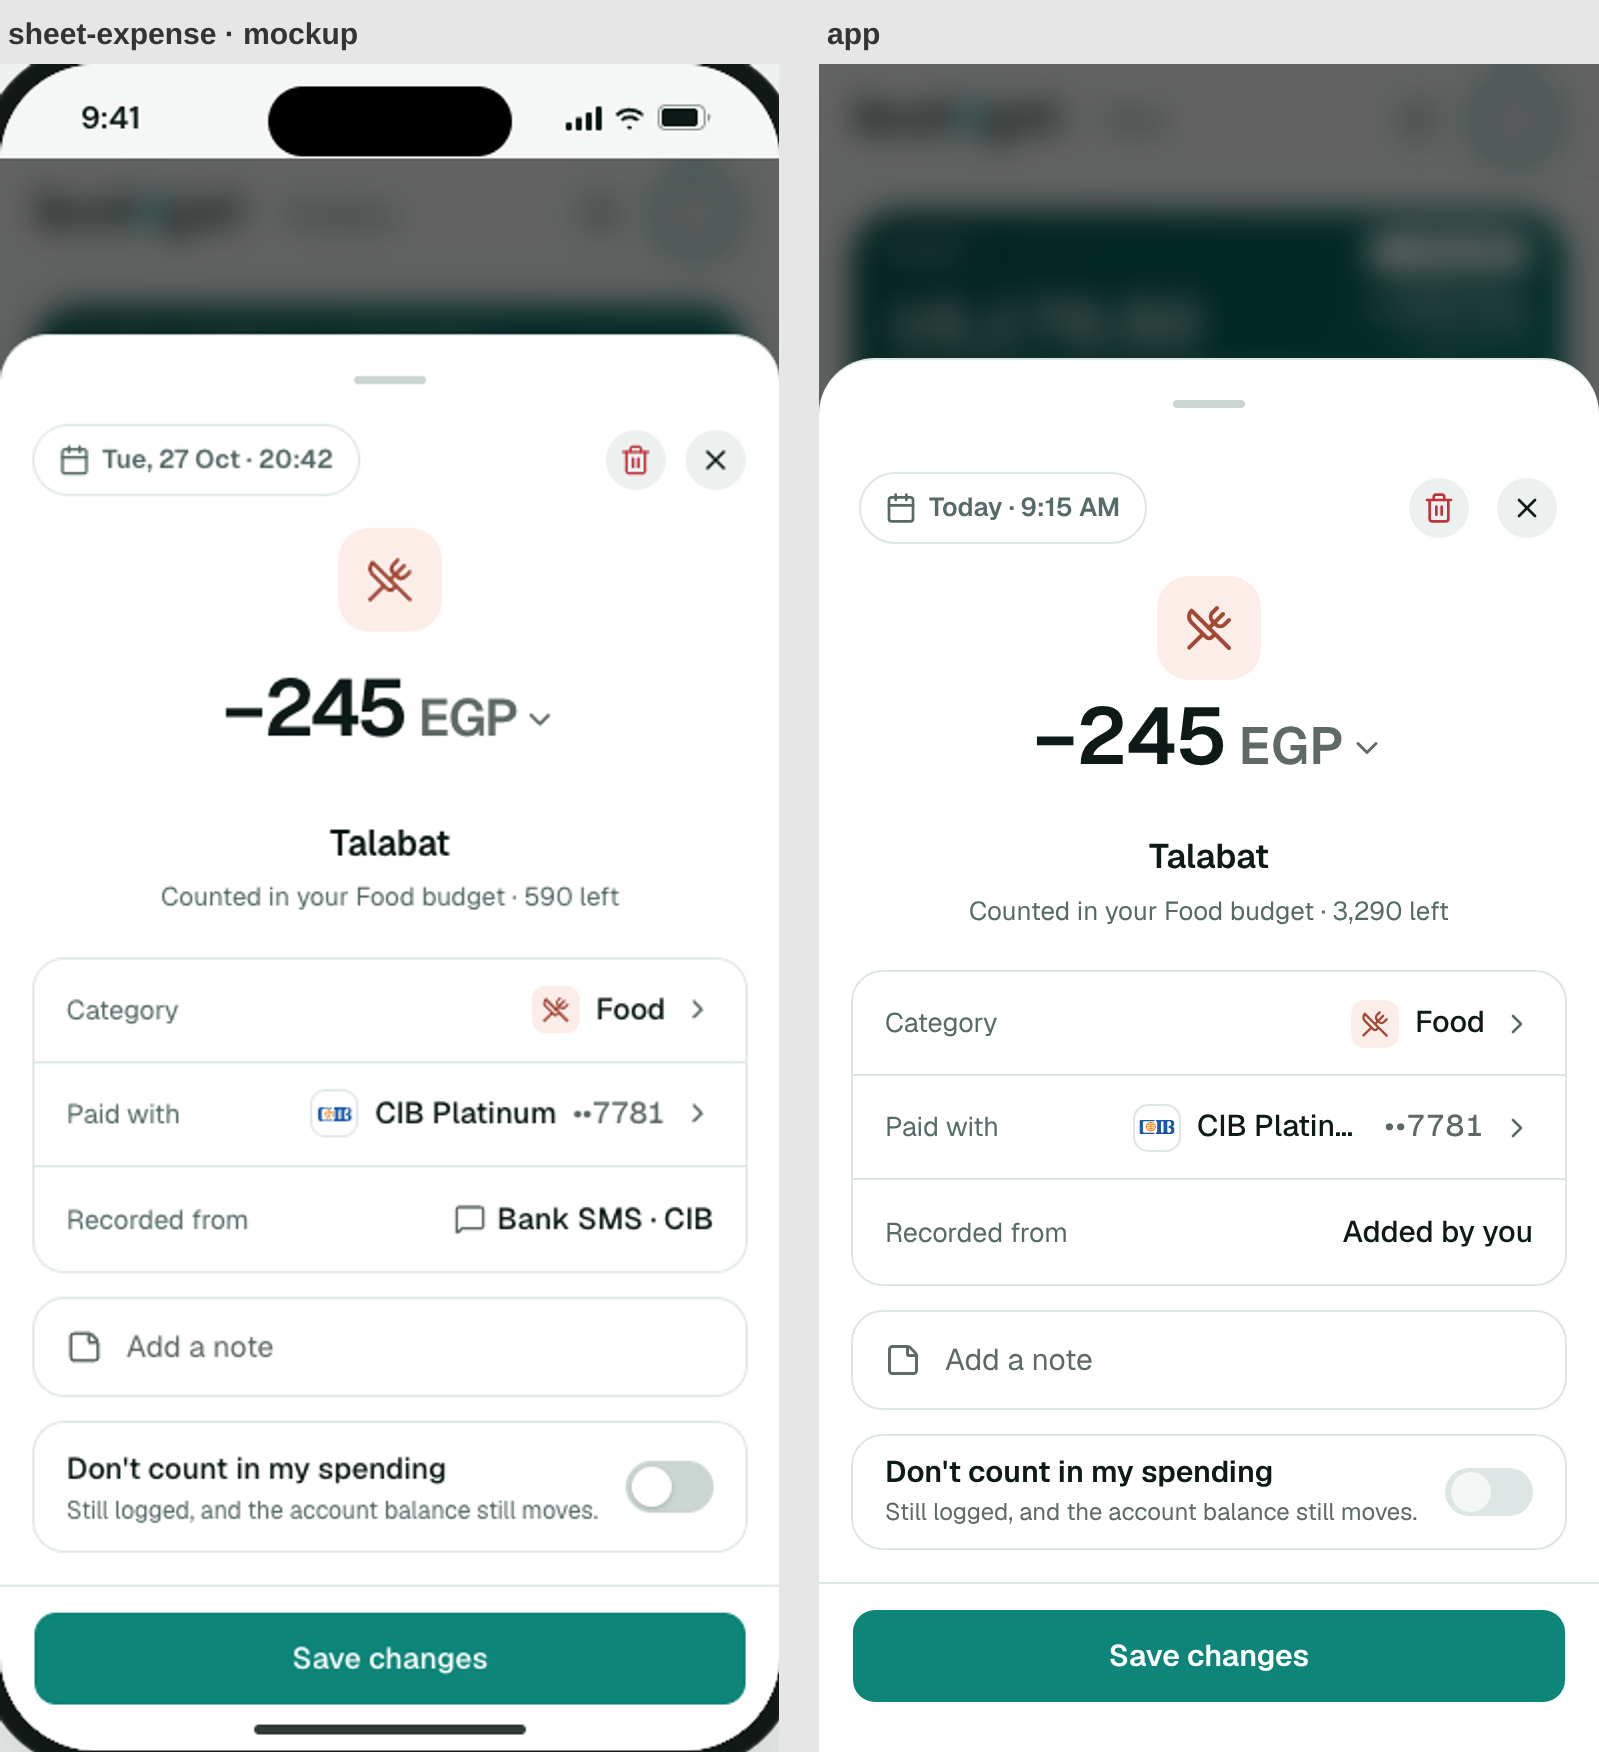 sheet-expense · mockup
9:41
Tue, 27 Oct · 20:42
−245 EGP
Talabat
Counted in your Food budget · 590 left
Category
Food
Paid with
CIB
CIB Platinum ••7781
Recorded from
Bank SMS · CIB
Add a note
Don't count in my spending
Still logged, and the account balance still moves.
Save changes
app
Today · 9:15 AM
−245 EGP
Talabat
Counted in your Food budget · 3,290 left
Category
Food
Paid with
CIB
CIB Platin... ••7781
Recorded from
Added by you
Add a note
Don't count in my spending
Still logged, and the account balance still moves.
Save changes